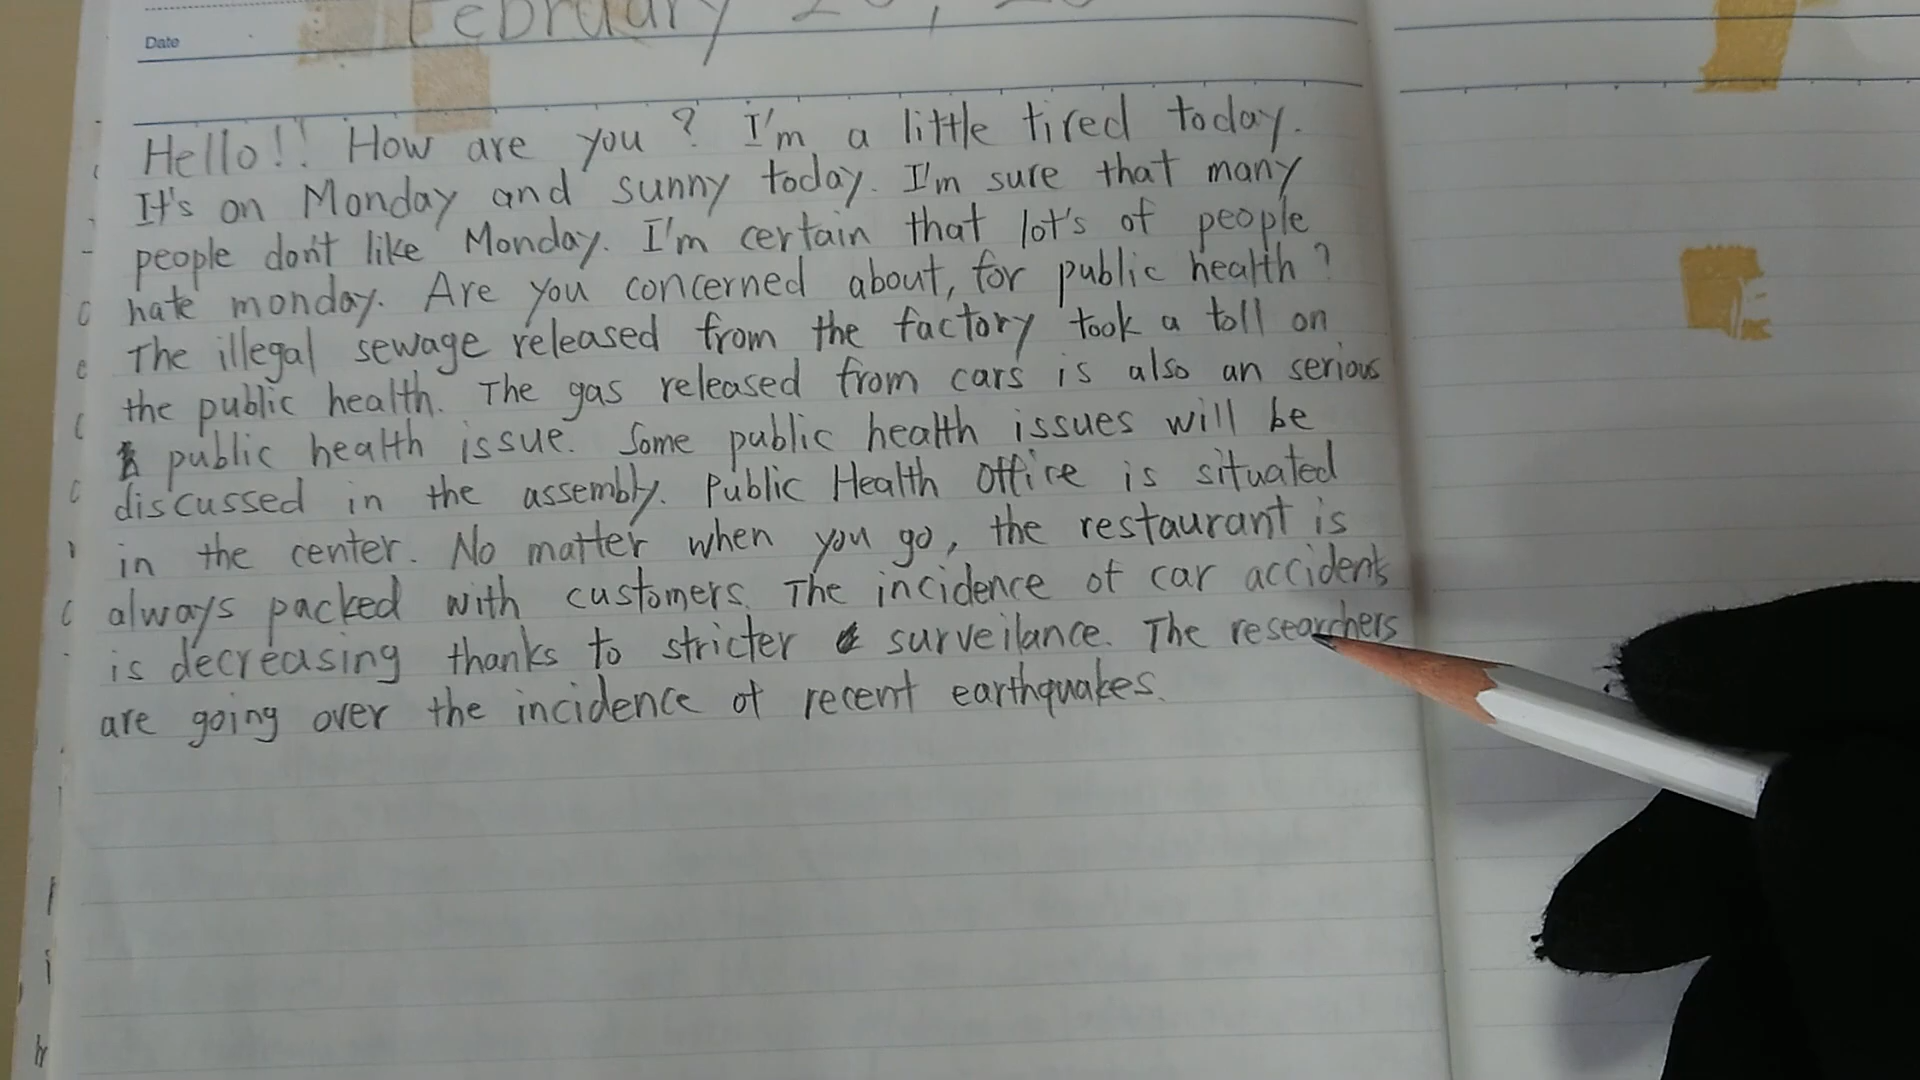 February
Date
Hello!! How are you? I'm a little tired today.
It's on Monday and sunny today. I'm sure that many
people don't like Monday. I'm certain that lot's of people
hate monday. Are you concerned about, for public health?
The illegal sewage released from the factory took a toll on
the public health. The gas released from cars is also an serious
public health issue. Some public health issues will be
discussed in the assembly. Public Health Office is situated
in the center. No matter when you go, the restaurant is
always packed with customers. The incidence of car accidents
is decreasing thanks to stricter surveilance. The researchers
are going over the incidence of recent earthquakes.